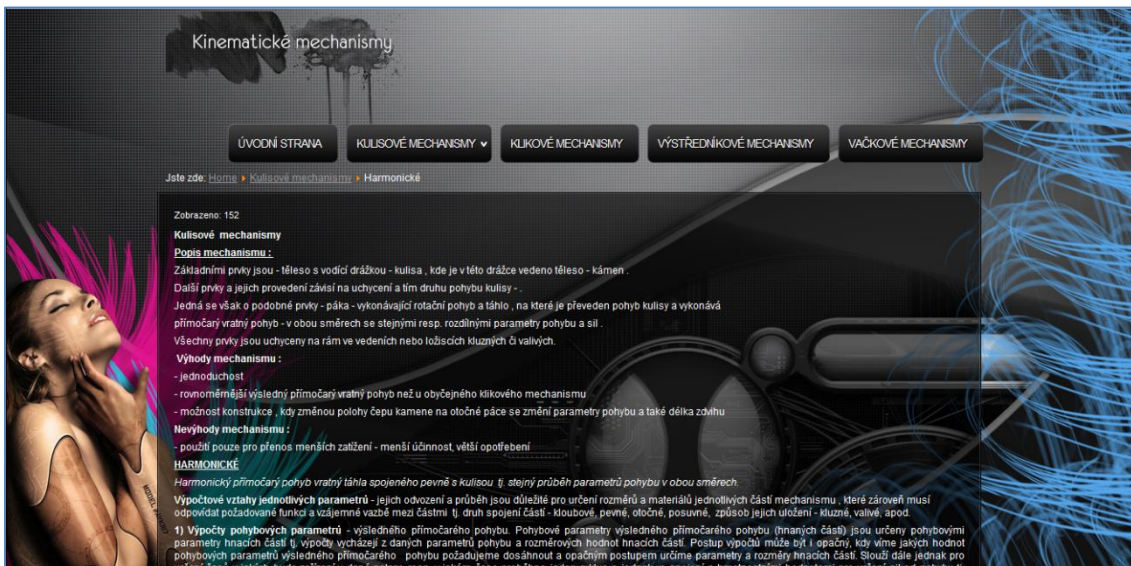 Kinematické mechanismy
ÚVODNÍ STRANA
KULISOVÉ MECHANISMY
KLIKOVÉ MECHANISMY
VÝSTŘEDNÍKOVÉ MECHANISMY
VAČKOVÉ MECHANISMY
Jste zde: Home Kulisové mechanismy Harmonické
Zobrazeno: 152
Kulisové mechanismy
Popis mechanismu :
Základními prvky jsou - těleso s vodící drážkou - kulisa , kde je v této drážce vedeno těleso - kámen .
Další prvky a jejich provedení závisí na uchycení a tím druhu pohybu kulisy - .
Jedná se však o podobné prvky - páka - vykonávající rotační pohyb a táhlo , na které je převeden pohyb kulisy a vykonává
přímočarý vratný pohyb - v obou směrech se stejnými resp. rozdílnými parametry pohybu a sil .
Všechny prvky jsou uchyceny na rám ve vedeních nebo ložiscích kluzných či valivých.
Výhody mechanismu :
- jednoduchost
- rovnoměrnější výsledný přímočarý vratný pohyb než u obyčejného klikového mechanismu
- možnost konstrukce , kdy změnou polohy čepu kamene na otočné páce se změní parametry pohybu a také délka zdvihu
Nevýhody mechanismu :
- použití pouze pro přenos menších zatížení - menší účinnost, větší opotřebení
HARMONICKÉ
Harmonický přímočarý pohyb vratný táhla spojeného pevně s kulisou tj. stejný průběh parametrů pohybu v obou směrech.
Výpočtové vztahy jednotlivých parametrů - jejich odvození a průběh jsou důležité pro určení rozměrů a materiálů jednotlivých částí mechanismu , které zároveň musí
odpovídat požadované funkci a vzájemné vazbě mezi částmi tj. druh spojení částí - kloubové, pevné, otočné, posuvné, způsob jejich uložení - kluzné, valivé, apod.
1) Výpočty pohybových parametrů - výsledného přímočarého pohybu. Pohybové parametry výsledného přímočarého pohybu (hnaných částí) jsou určeny pohybovými
parametry hnacích částí tj. výpočty vycházejí z daných parametrů pohybu a rozměrových hodnot hnacích částí. Postup výpočtů může být i opačný, kdy víme jakých hodnot
pohybových parametrů výsledného přímočarého pohybu požadujeme dosáhnout a opačným postupem určíme parametry a rozměry hnacích částí. Slouží dále jednak pro